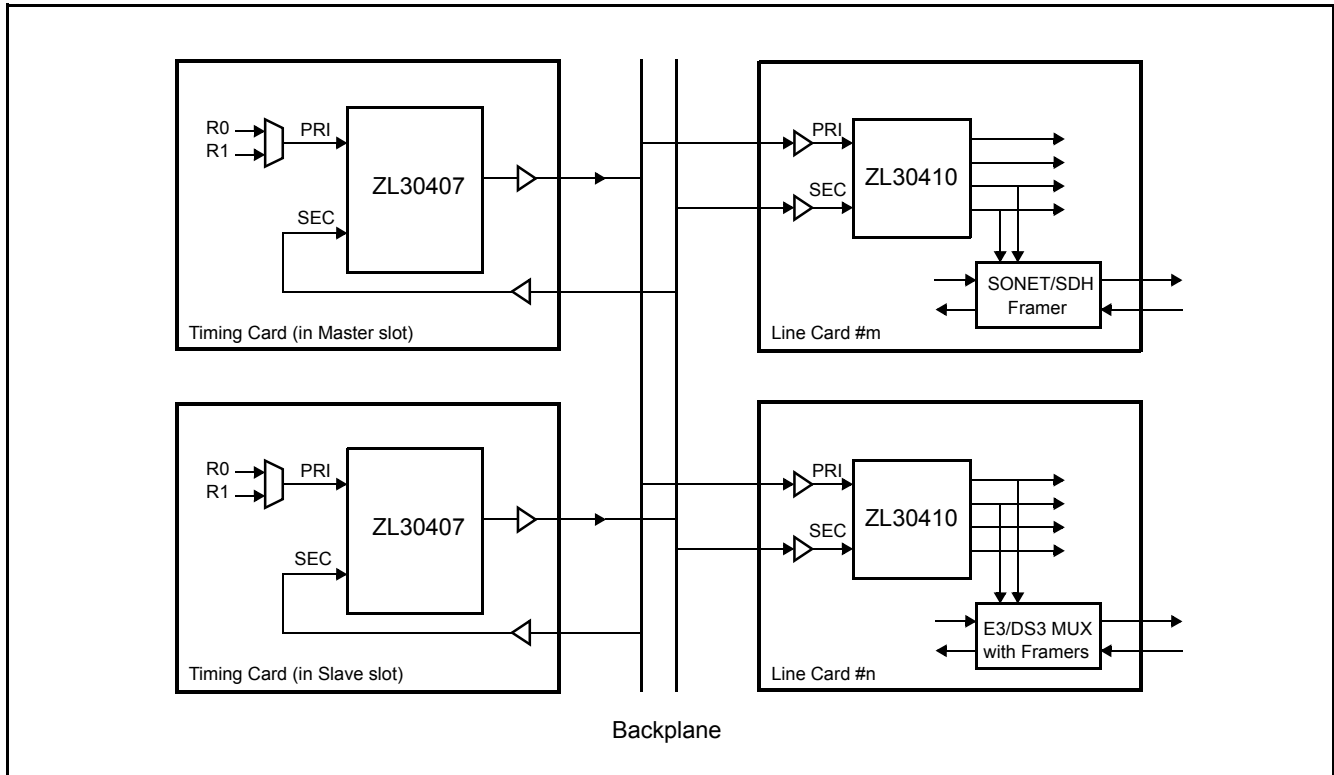 R0
R1
PRI
ZL30407
SEC
Timing Card (in Master slot)
PRI
SEC
ZL30410
SONET/SDH
Framer
Line Card #m
R0
R1
PRI
ZL30407
SEC
Timing Card (in Slave slot)
PRI
SEC
ZL30410
E3/DS3 MUX
with Framers
Line Card #n
Backplane